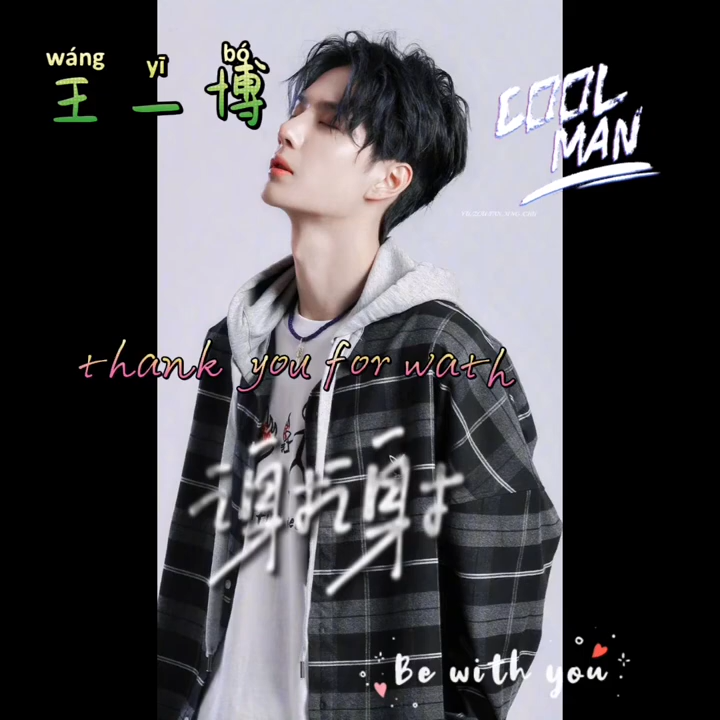 wáng yī bó
王一博
COOL
MAN
thank you for wath
谢谢
Be with you